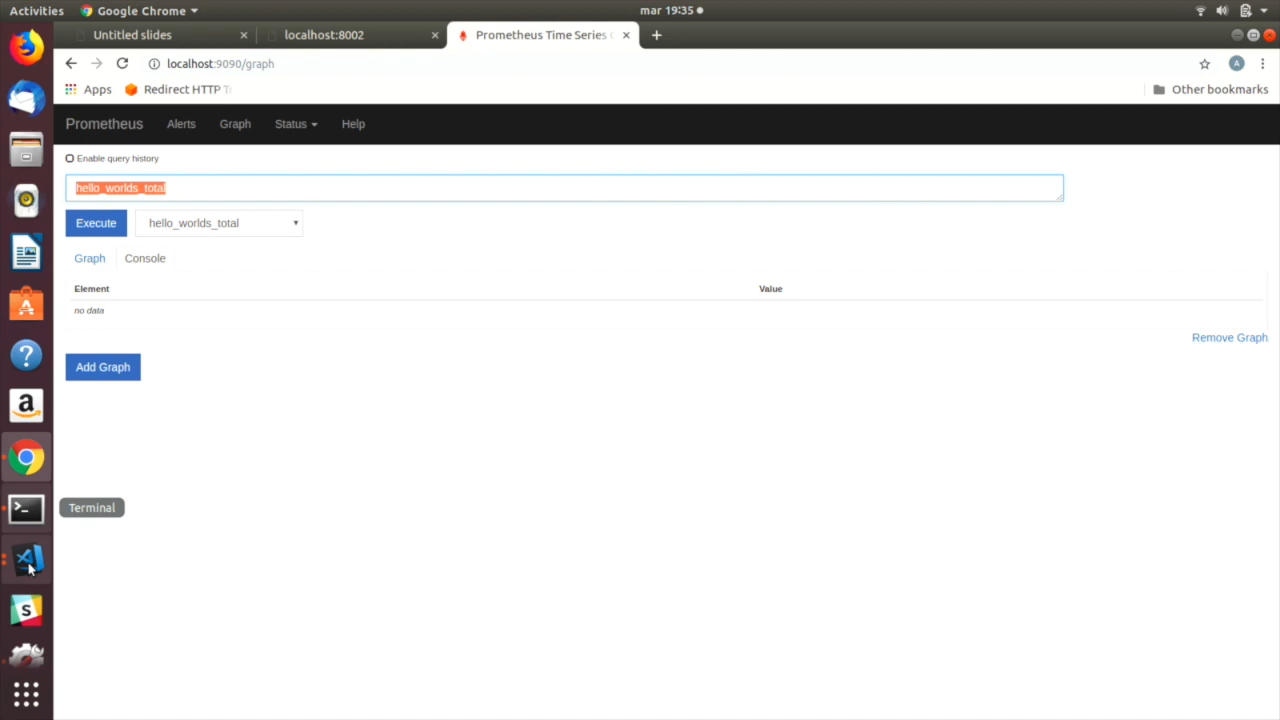 Activities Google Chrome mar 19:35
Untitled slides localhost:8002 Prometheus Time Series
localhost:9090/graph A
Apps Redirect HTTP Other bookmarks
Prometheus Alerts Graph Status Help
Enable query history
hello_worlds_total
Execute hello_worlds_total
Graph Console
Element Value
no data
Remove Graph
Add Graph
Terminal